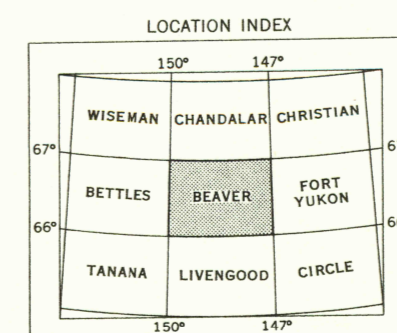 LOCATION INDEX
150° 147°
WISEMAN CHANDALAR CHRISTIAN
67°
BETTLES BEAVER FORT YUKON
66°
TANANA LIVENGOOD CIRCLE
150° 147°